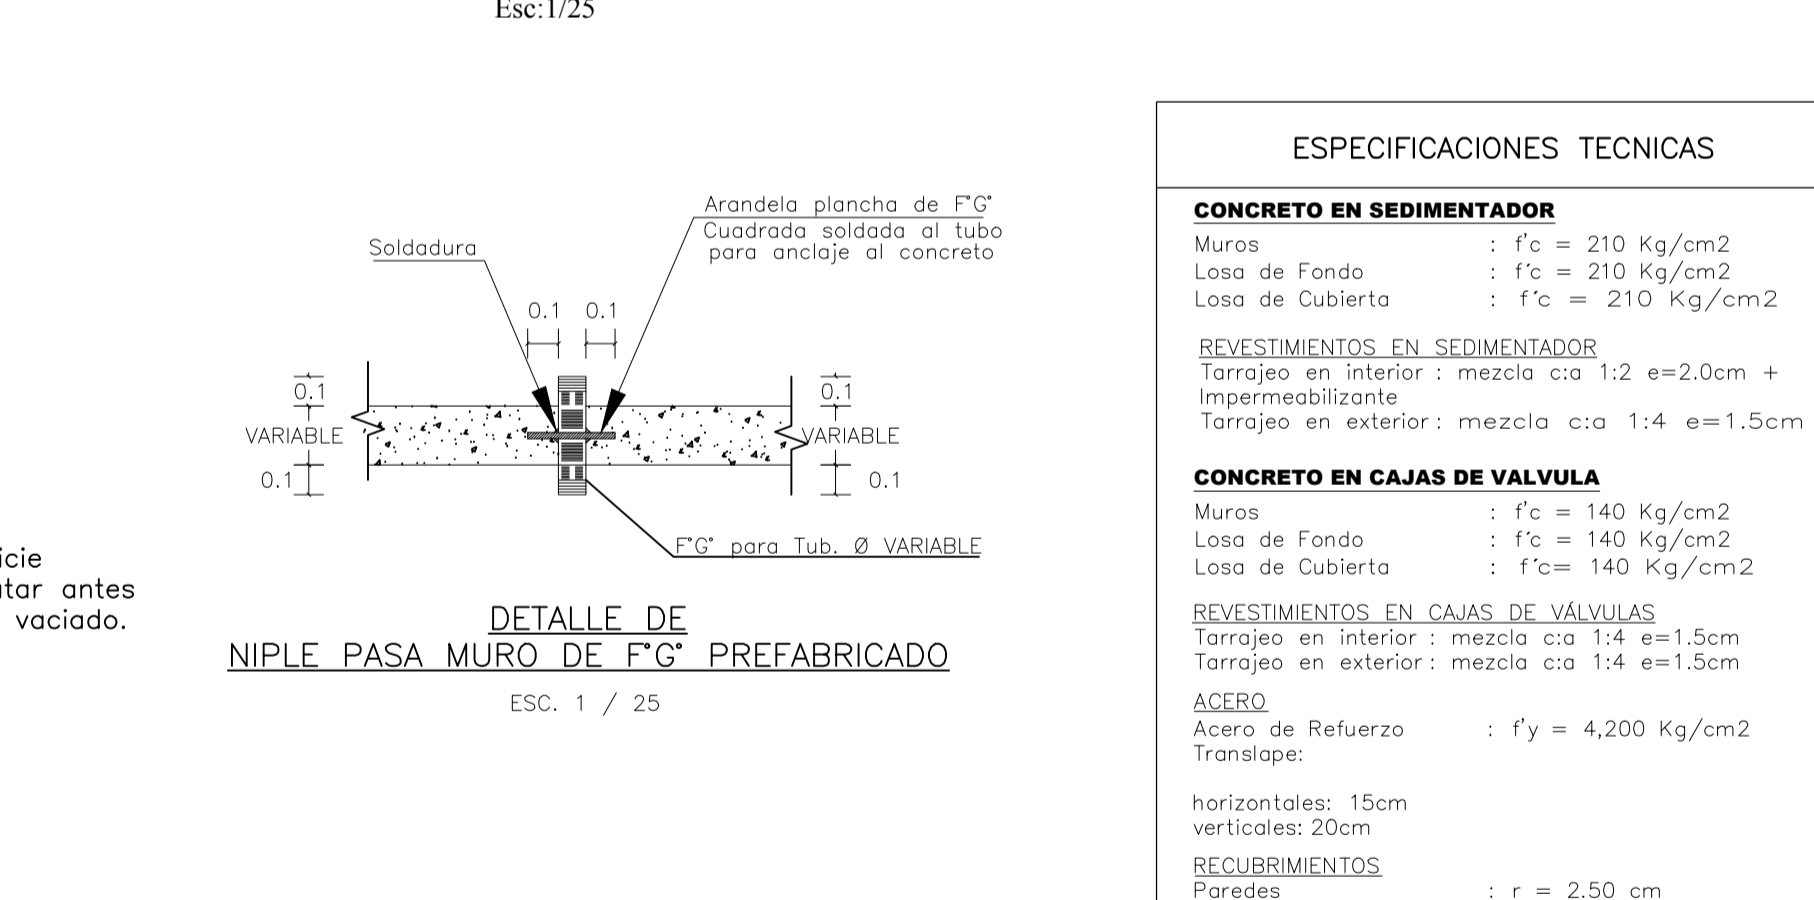 Esc:1/25
Arandela plancha de F°G°
Cuadrada soldada al tubo
para anclaje al concreto
Soldadura
0.1 0.1
0.1 0.1
VARIABLE VARIABLE
0.1 0.1
F°G° para Tub. Ø VARIABLE
antes
vaciado.
DETALLE DE
NIPLE PASA MURO DE F°G° PREFABRICADO
ESC. 1 / 25
ESPECIFICACIONES TECNICAS
CONCRETO EN SEDIMENTADOR
Muros : f'c = 210 Kg/cm2
Losa de Fondo : f'c = 210 Kg/cm2
Losa de Cubierta : f'c = 210 Kg/cm2
REVESTIMIENTOS EN SEDIMENTADOR
Tarrajeo en interior : mezcla c:a 1:2 e=2.0cm +
Impermeabilizante
Tarrajeo en exterior : mezcla c:a 1:4 e=1.5cm
CONCRETO EN CAJAS DE VALVULA
Muros : f'c = 140 Kg/cm2
Losa de Fondo : f'c = 140 Kg/cm2
Losa de Cubierta : f'c= 140 Kg/cm2
REVESTIMIENTOS EN CAJAS DE VÁLVULAS
Tarrajeo en interior : mezcla c:a 1:4 e=1.5cm
Tarrajeo en exterior : mezcla c:a 1:4 e=1.5cm
ACERO
Acero de Refuerzo : f'y = 4,200 Kg/cm2
Translape:
horizontales: 15cm
verticales: 20cm
RECUBRIMIENTOS
Paredes : r = 2.50 cm